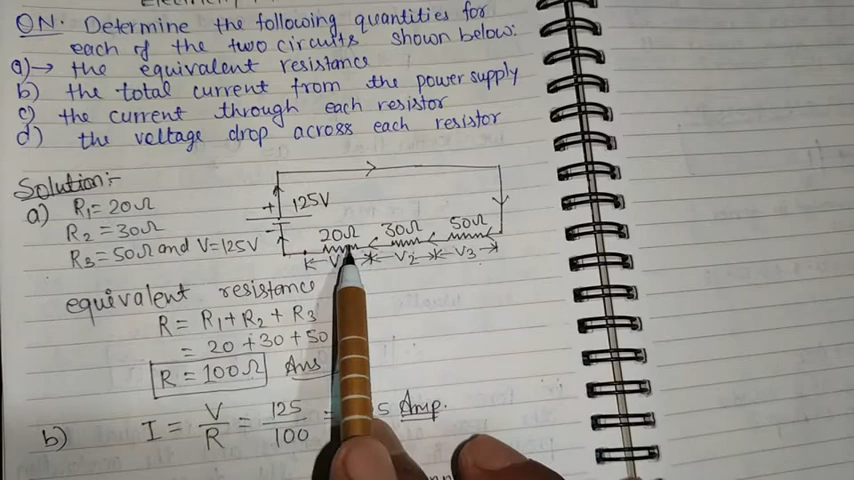 QN. Determine the following quantities for
each of the two circuits shown below:
a)→ the equivalent resistance
b) the total current from the power supply
c) the current through each resistor
d) the voltage drop across each resistor
Solution:-
a) R₁=20Ω
R₂=30Ω
R₃=50Ω and V=125V
+ 125V
-
20Ω 30Ω 50Ω
V V₂ V₃
equivalent resistance
R = R₁+R₂+R₃
= 20+30+50
R = 100Ω Ans
b) I = V/R = 125/100 = 5 Amp.